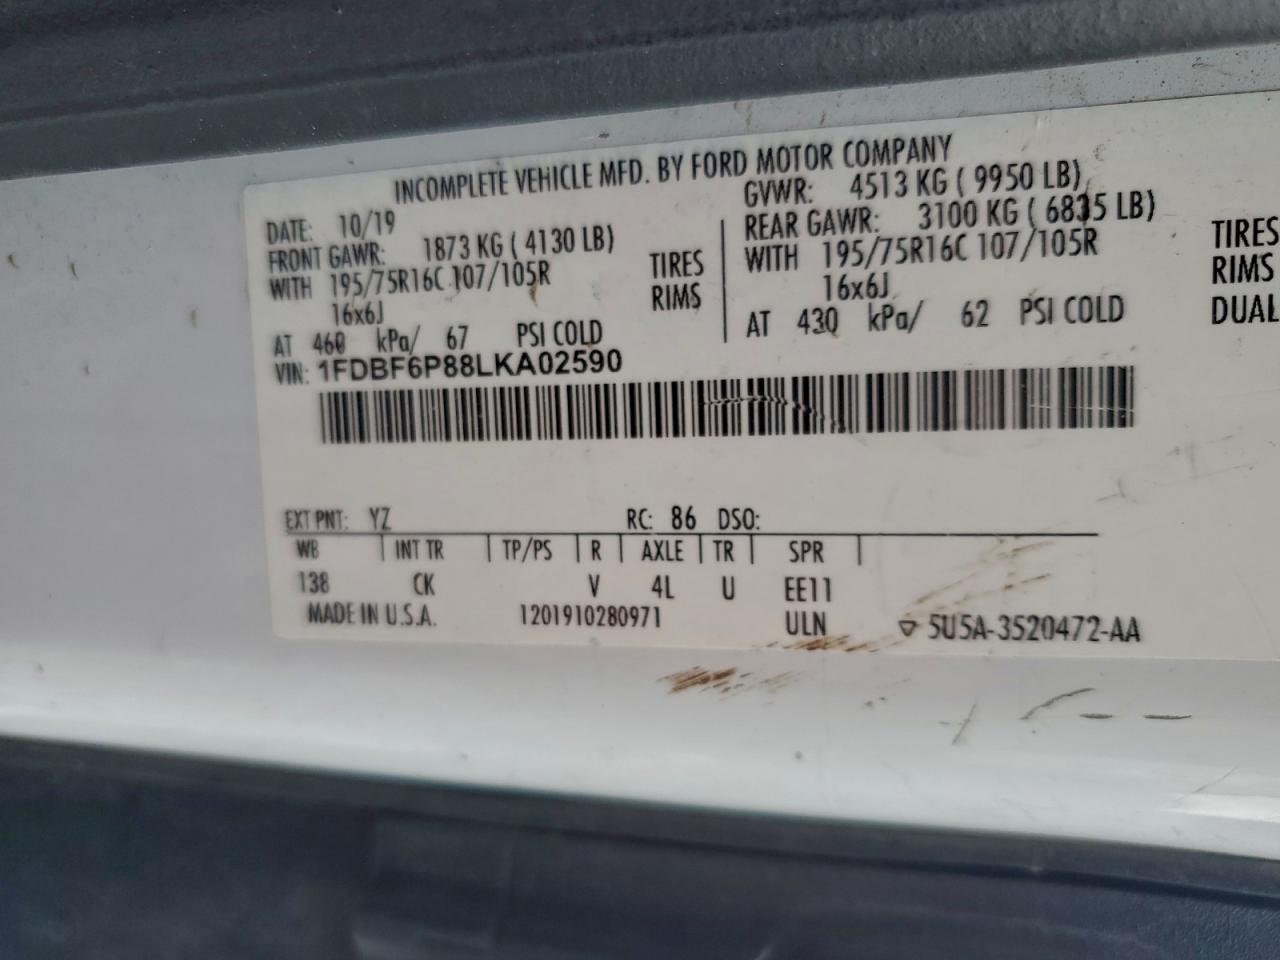 INCOMPLETE VEHICLE MFD. BY FORD MOTOR COMPANY
DATE: 10/19 GVWR: 4513 KG ( 9950 LB)
FRONT GAWR: 1873 KG ( 4130 LB) REAR GAWR: 3100 KG ( 6835 LB)
WITH 195/75R16C 107/105R TIRES WITH 195/75R16C 107/105R TIRES
16x6J RIMS 16x6J RIMS
AT 460 kPa/ 67 PSI COLD AT 430 kPa/ 62 PSI COLD DUAL
VIN: 1FDBF6P88LKA02590
EXT PNT: YZ RC: 86 DSO:
WB INT TR TP/PS R AXLE TR SPR
138 CK V 4L U EE11
MADE IN U.S.A. 1201910280971 ULN 5U5A-3520472-AA